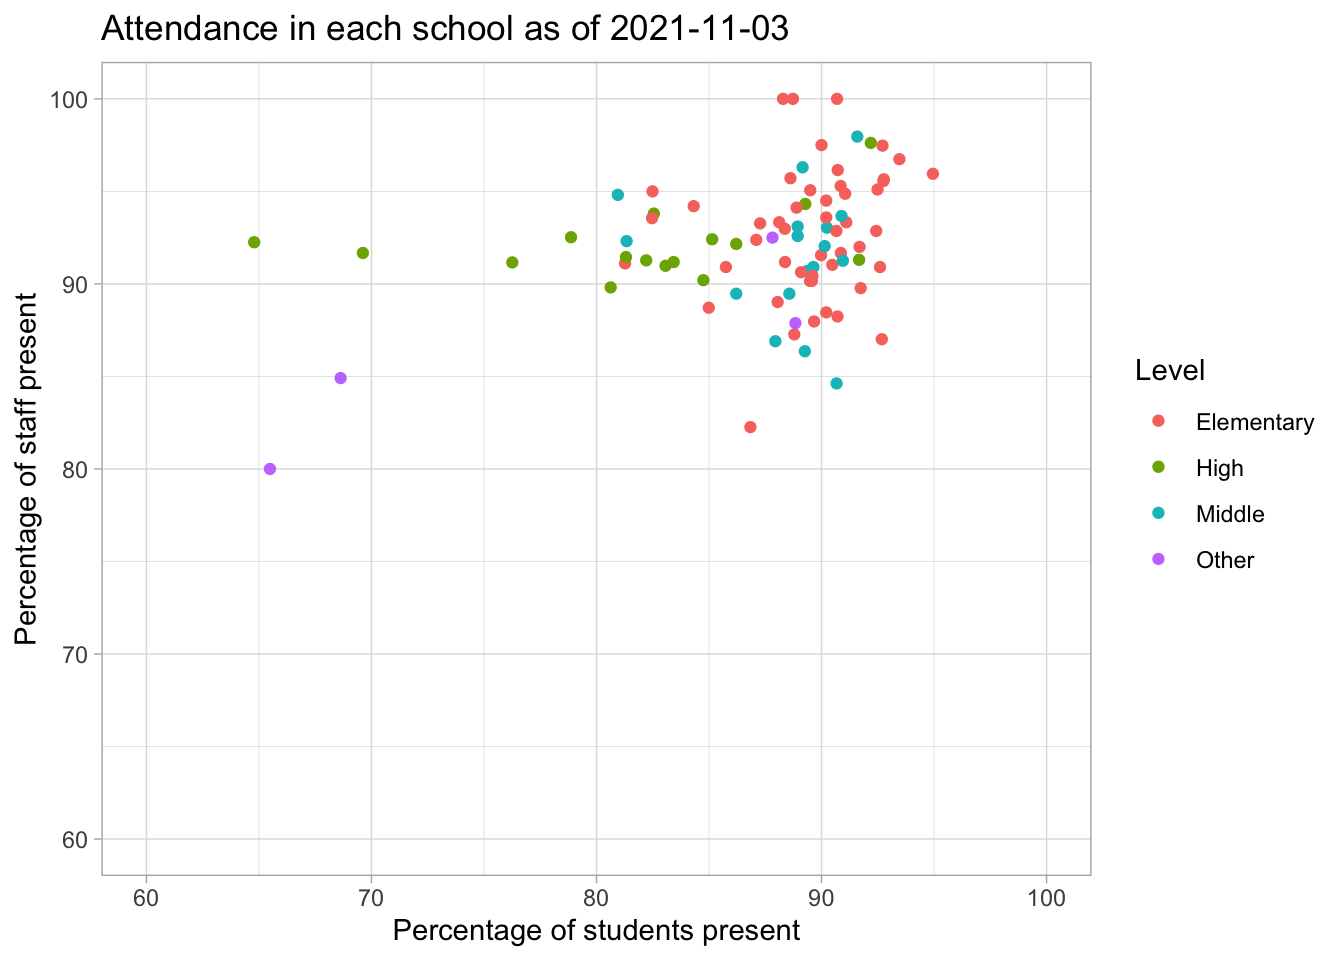 Attendance in each school as of 2021-11-03
Percentage of staff present
100
90
80
70
60
60 70 80 90 100
Percentage of students present
Level
Elementary
High
Middle
Other